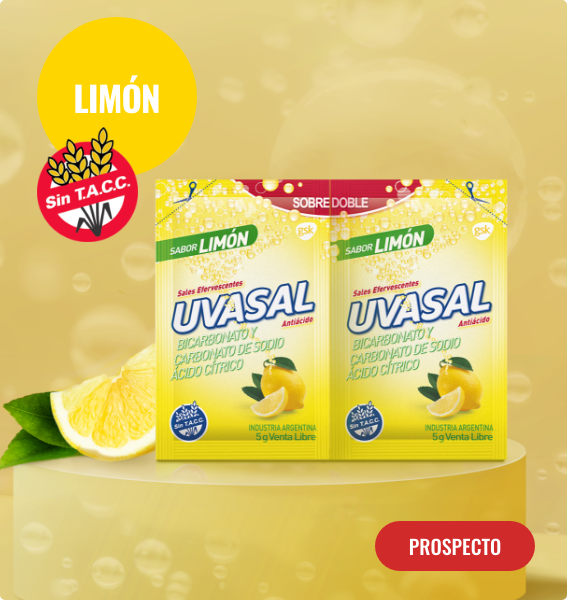 LIMÓN
Sin T.A.C.C.
SOBRE DOBLE
SABOR LIMÓN
gsk
Sales Efervescentes
UVASAL
Antiácido
BICARBONATO Y
CARBONATO DE SODIO
ÁCIDO CÍTRICO
Sin T.A.C.C.
INDUSTRIA ARGENTINA
5 g Venta Libre
SABOR LIMÓN
gsk
Sales Efervescentes
UVASAL
Antiácido
BICARBONATO Y
CARBONATO DE SODIO
ÁCIDO CÍTRICO
Sin T.A.C.C.
INDUSTRIA ARGENTINA
5 g Venta Libre
PROSPECTO